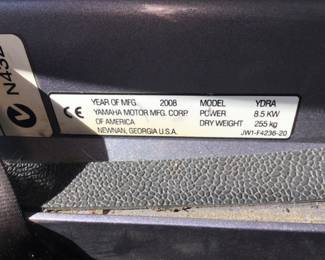 N432
YEAR OF MFG. 2008 MODEL YDRA
YAMAHA MOTOR MFG. CORP. POWER 8.5 KW
OF AMERICA DRY WEIGHT 255 kg
NEWNAN, GEORGIA U.S.A. JW1-F4236-20
CE